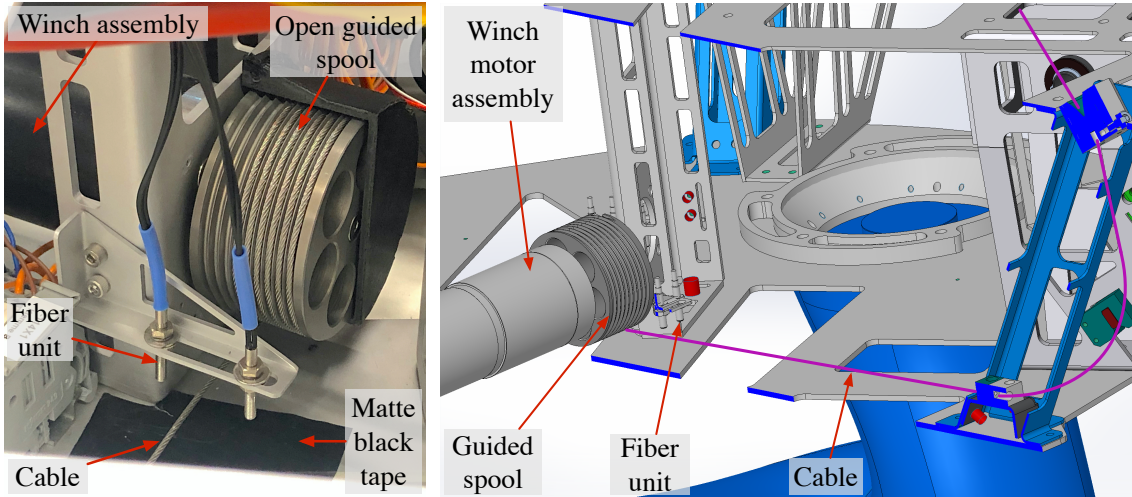 Winch assembly
Open guided
spool
Fiber
unit
Cable
Matte
black
tape
Winch
motor
assembly
Guided
spool
Fiber
unit
Cable